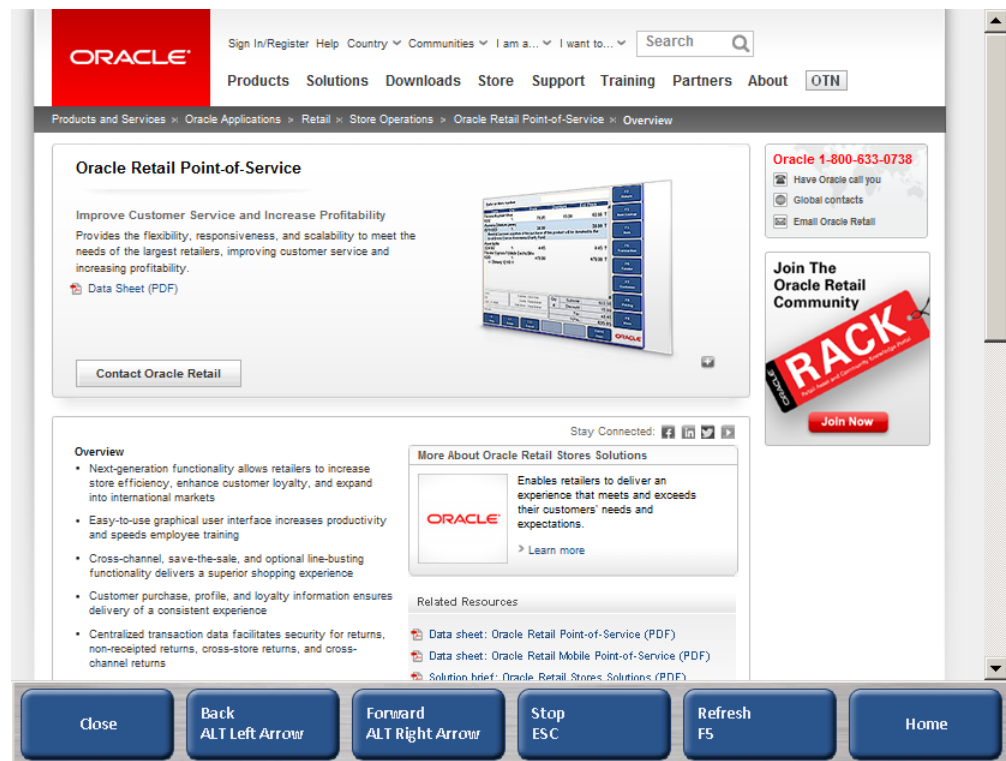 ORACLE
Sign In/Register Help Country Communities I am a... I want to... Search
Products Solutions Downloads Store Support Training Partners About OTN
Products and Services » Oracle Applications » Retail » Store Operations » Oracle Retail Point-of-Service » Overview
Oracle Retail Point-of-Service
Improve Customer Service and Increase Profitability
Provides the flexibility, responsiveness, and scalability to meet the
needs of the largest retailers, improving customer service and
increasing profitability.
Data Sheet (PDF)
Contact Oracle Retail
ORACLE
Oracle 1-800-633-0738
Have Oracle call you
Global contacts
Email Oracle Retail
Join The
Oracle Retail
Community
ORACLE
RACK
Join Now
Overview
• Next-generation functionality allows retailers to increase
store efficiency, enhance customer loyalty, and expand
into international markets
• Easy-to-use graphical user interface increases productivity
and speeds employee training
• Cross-channel, save-the-sale, and optional line-busting
functionality delivers a superior shopping experience
• Customer purchase, profile, and loyalty information ensures
delivery of a consistent experience
• Centralized transaction data facilitates security for returns,
non-receipted returns, cross-store returns, and cross-
channel returns
Stay Connected:
More About Oracle Retail Stores Solutions
ORACLE
Enables retailers to deliver an
experience that meets and exceeds
their customers' needs and
expectations.
> Learn more
Related Resources
Data sheet: Oracle Retail Point-of-Service (PDF)
Data sheet: Oracle Retail Mobile Point-of-Service (PDF)
Solution brief: Oracle Retail Stores Solutions (PDF)
Close
Back
ALT Left Arrow
Forward
ALT Right Arrow
Stop
ESC
Refresh
F5
Home